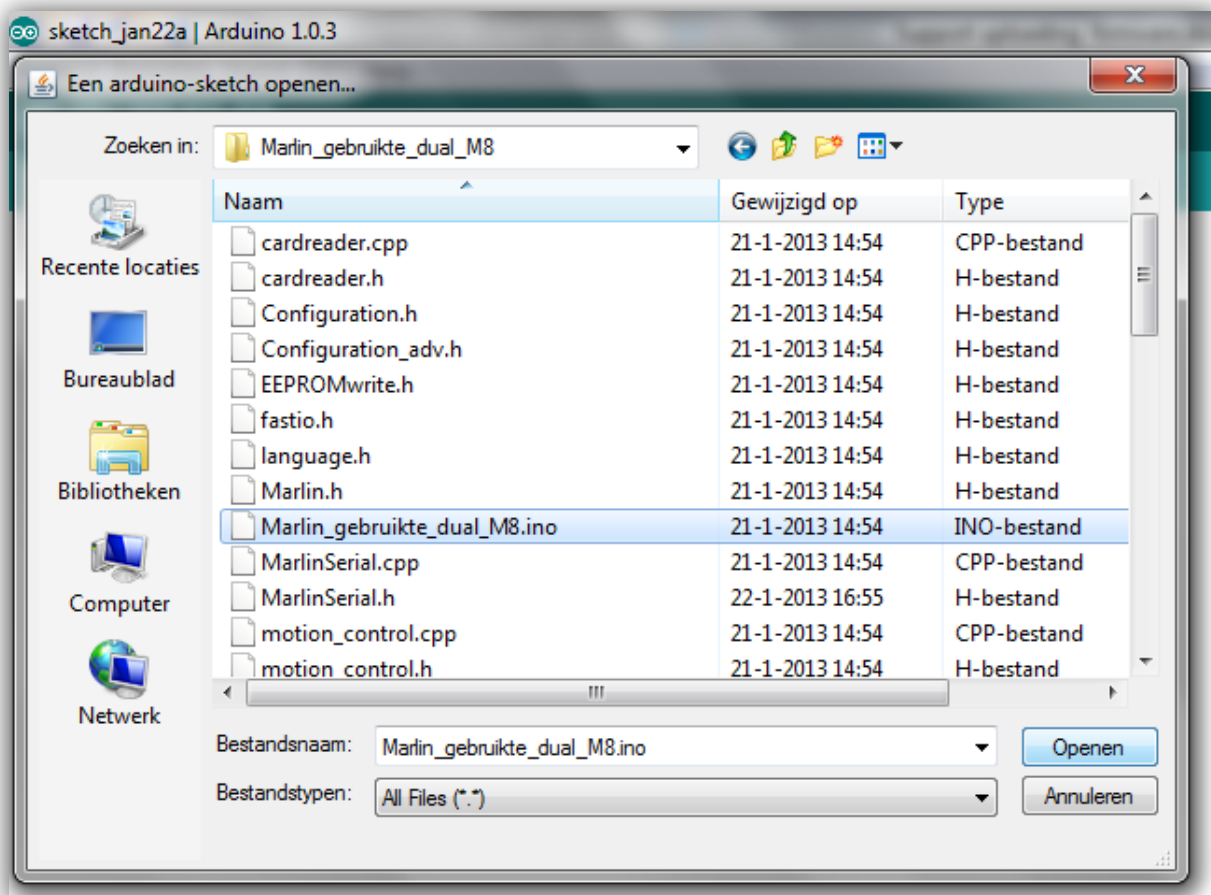 sketch_jan22a | Arduino 1.0.3
Een arduino-sketch openen...
Zoeken in: Marlin_gebruikte_dual_M8
Recente locaties
Bureaublad
Bibliotheken
Computer
Netwerk
Naam Gewijzigd op Type
cardreader.cpp 21-1-2013 14:54 CPP-bestand
cardreader.h 21-1-2013 14:54 H-bestand
Configuration.h 21-1-2013 14:54 H-bestand
Configuration_adv.h 21-1-2013 14:54 H-bestand
EEPROMwrite.h 21-1-2013 14:54 H-bestand
fastio.h 21-1-2013 14:54 H-bestand
language.h 21-1-2013 14:54 H-bestand
Marlin.h 21-1-2013 14:54 H-bestand
Marlin_gebruikte_dual_M8.ino 21-1-2013 14:54 INO-bestand
MarlinSerial.cpp 21-1-2013 14:54 CPP-bestand
MarlinSerial.h 22-1-2013 16:55 H-bestand
motion_control.cpp 21-1-2013 14:54 CPP-bestand
motion_control.h 21-1-2013 14:54 H-bestand
Bestandsnaam: Marlin_gebruikte_dual_M8.ino Openen
Bestandstypen: All Files (*.*) Annuleren